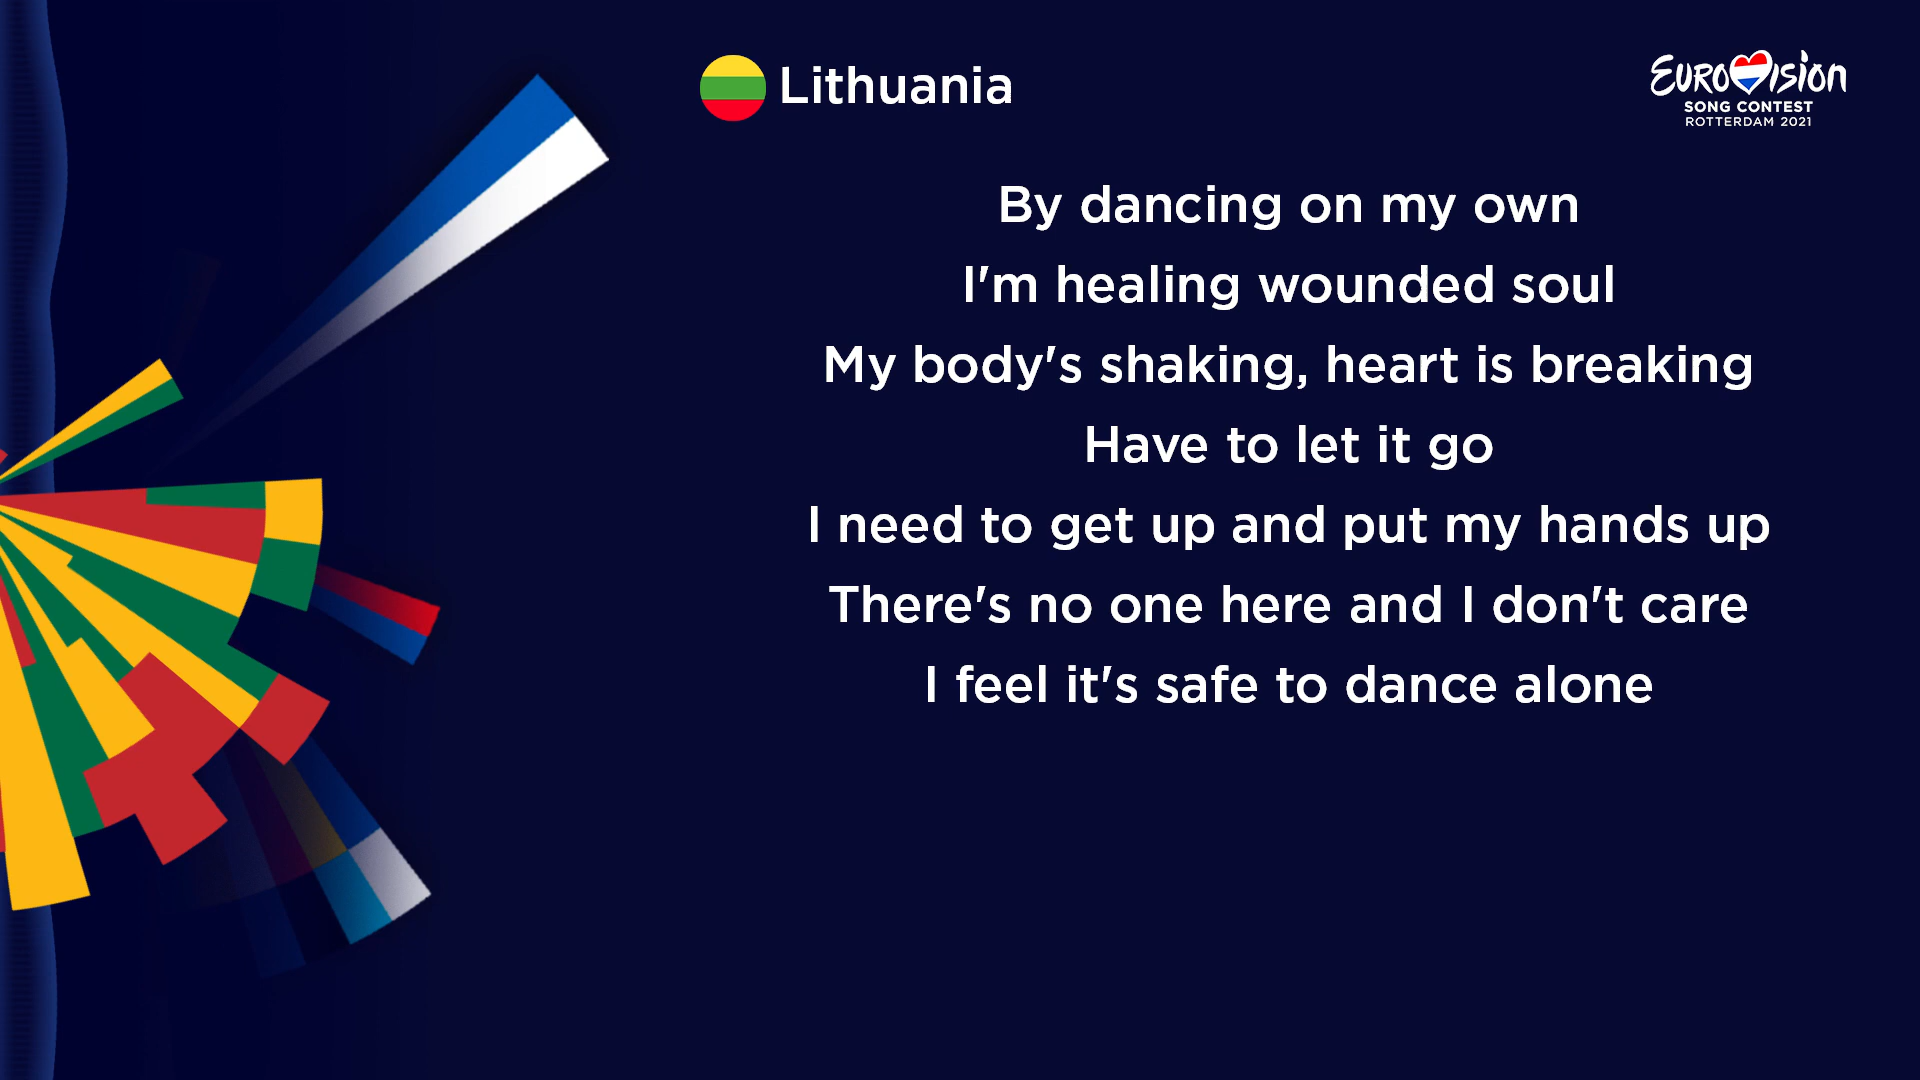 Lithuania
EUROVISION
SONG CONTEST
ROTTERDAM 2021
By dancing on my own
I'm healing wounded soul
My body's shaking, heart is breaking
Have to let it go
I need to get up and put my hands up
There's no one here and I don't care
I feel it's safe to dance alone